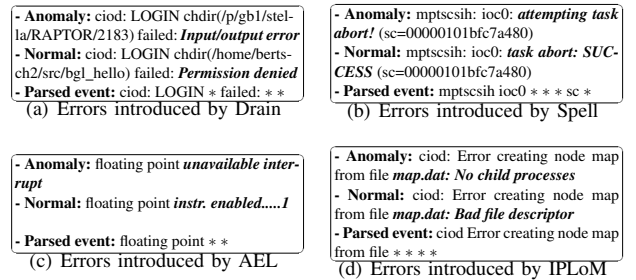 - Anomaly: ciod: LOGIN chdir(/p/gb1/stel-
la/RAPTOR/2183) failed: Input/output error
- Normal: ciod: LOGIN chdir(/home/berts-
ch2/src/bgl_hello) failed: Permission denied
- Parsed event: ciod: LOGIN * failed: * *
(a) Errors introduced by Drain
- Anomaly: mptscsih: ioc0: attempting task
abort! (sc=00000101bfc7a480)
- Normal: mptscsih: ioc0: task abort: SUC-
CESS (sc=00000101bfc7a480)
- Parsed event: mptscsih ioc0 * * * sc *
(b) Errors introduced by Spell
- Anomaly: floating point unavailable inter-
rupt
- Normal: floating point instr. enabled.....1
- Parsed event: floating point * *
(c) Errors introduced by AEL
- Anomaly: ciod: Error creating node map
from file map.dat: No child processes
- Normal: ciod: Error creating node map
from file map.dat: Bad file descriptor
- Parsed event: ciod Error creating node map
from file * * * *
(d) Errors introduced by IPLoM